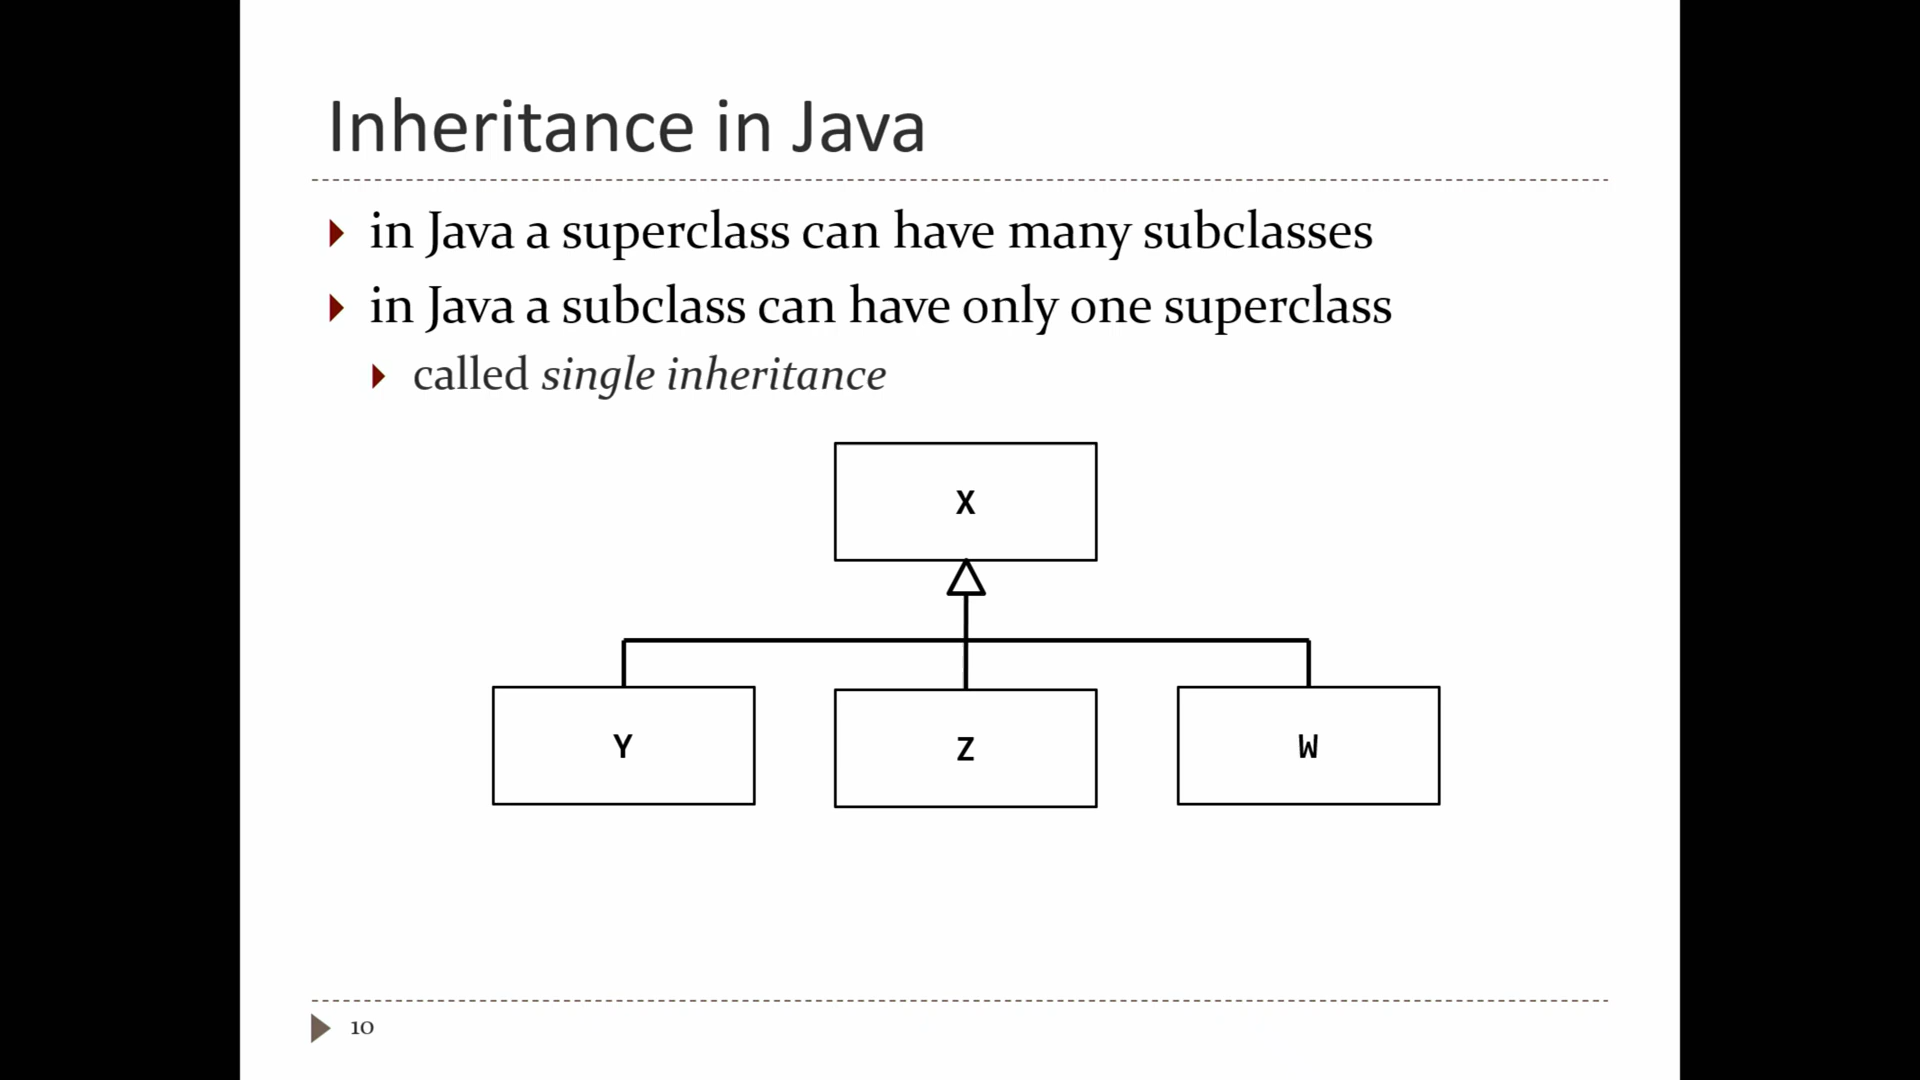 Inheritance in Java
in Java a superclass can have many subclasses
in Java a subclass can have only one superclass
called single inheritance
X
Y Z W
10